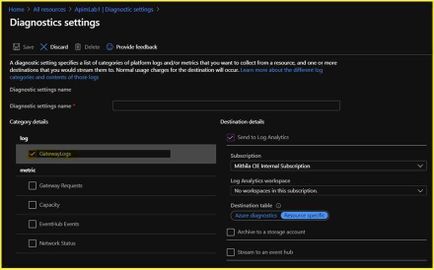 Home > All resources > ApimLab1 | Diagnostic settings >
Diagnostics settings
Save Discard Delete Provide feedback
A diagnostic setting specifies a list of categories of platform logs and/or metrics that you want to collect from a resource, and one or more
destinations that you would stream them to. Normal usage charges for the destination will occur. Learn more about the different log
categories and contents of those logs
Diagnostic settings name
Diagnostic settings name *
Category details
Destination details
log
Send to Log Analytics
GatewayLogs
Subscription
Mithila CIE Internal Subscription
metric
Gateway Requests
Log Analytics workspace
No workspaces in this subscription.
Capacity
Destination table
Azure diagnostics Resource specific
EventHub Events
Archive to a storage account
Network Status
Stream to an event hub